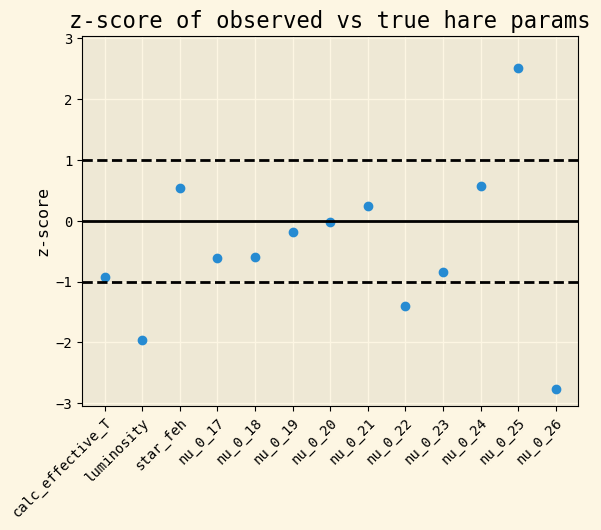 z-score of observed vs true hare params
3
2
1
0
−1
−2
−3
z-score
calc_effective_T
luminosity
star_feh
nu_0_17
nu_0_18
nu_0_19
nu_0_20
nu_0_21
nu_0_22
nu_0_23
nu_0_24
nu_0_25
nu_0_26